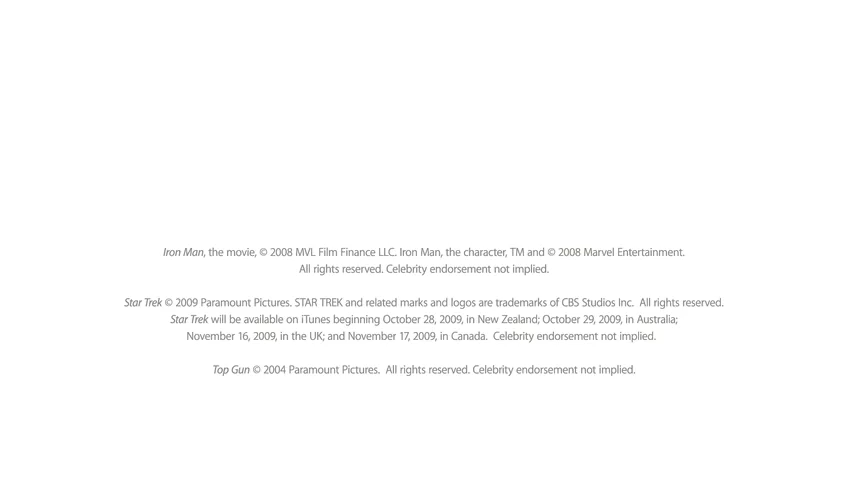 Iron Man, the movie, © 2008 MVL Film Finance LLC. Iron Man, the character, TM and © 2008 Marvel Entertainment.
All rights reserved. Celebrity endorsement not implied.
Star Trek © 2009 Paramount Pictures. STAR TREK and related marks and logos are trademarks of CBS Studios Inc. All rights reserved.
Star Trek will be available on iTunes beginning October 28, 2009, in New Zealand; October 29, 2009, in Australia;
November 16, 2009, in the UK; and November 17, 2009, in Canada. Celebrity endorsement not implied.
Top Gun © 2004 Paramount Pictures. All rights reserved. Celebrity endorsement not implied.